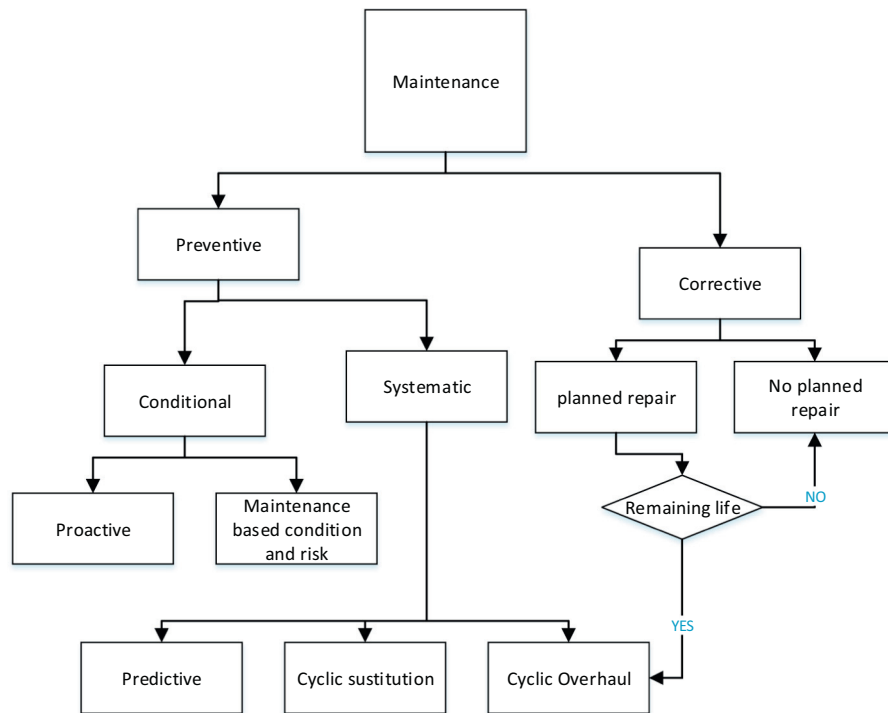 Maintenance
Preventive
Corrective
Conditional
Systematic
planned repair
No planned
repair
Proactive
Maintenance
based condition
and risk
Remaining life
NO
YES
Predictive
Cyclic sustitution
Cyclic Overhaul